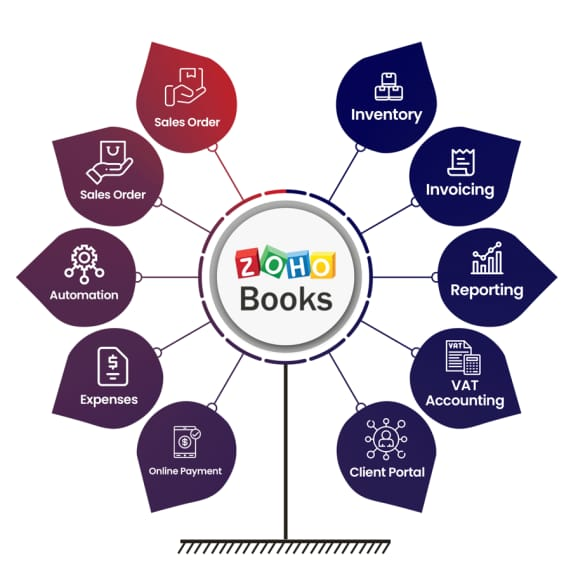 Sales Order
Inventory
Sales Order
Invoicing
ZOHO
Books
Automation
Reporting
Expenses
VAT
VAT
Accounting
Online Payment
Client Portal